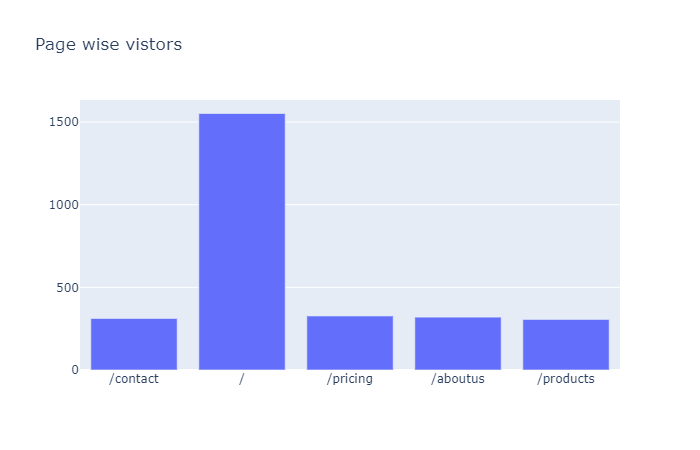 Page wise vistors
1500
1000
500
0
/contact
/
/pricing
/aboutus
/products